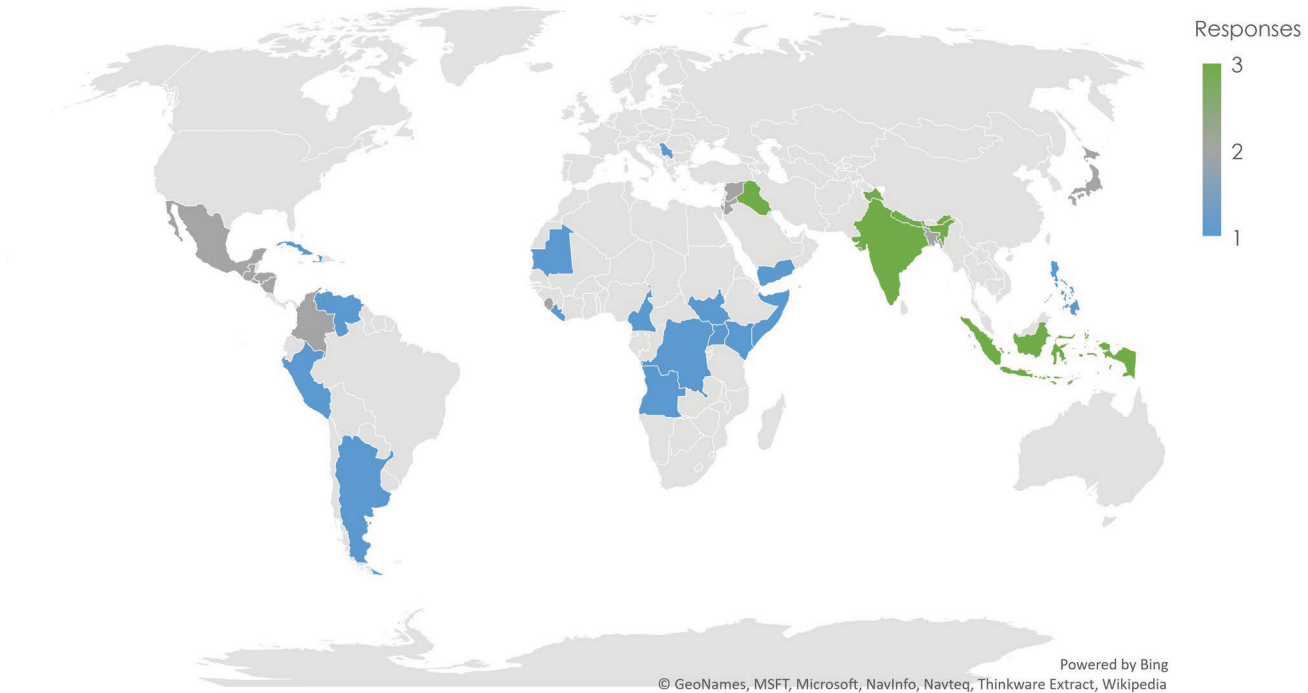 Responses
3
2
1
Powered by Bing
© GeoNames, MSFT, Microsoft, NavInfo, Navteq, Thinkware Extract, Wikipedia